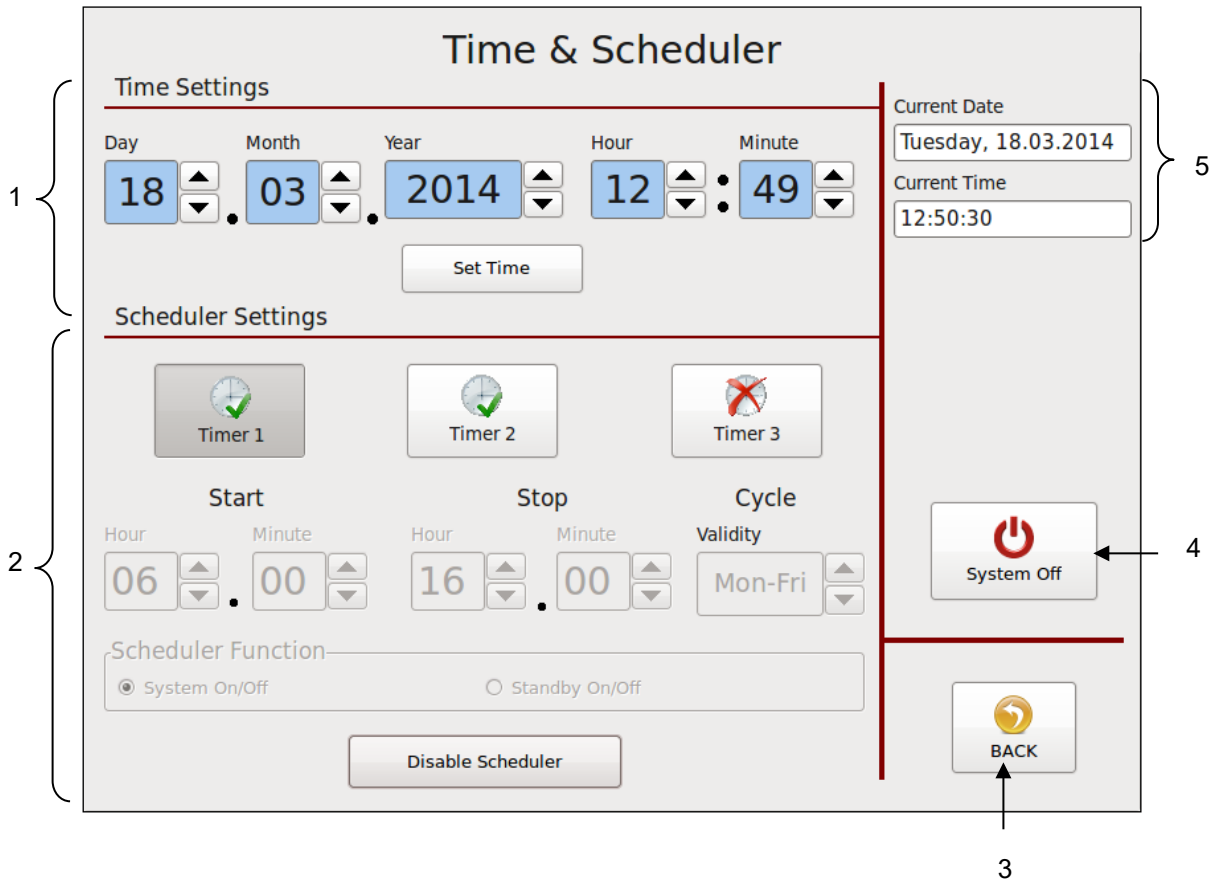 Time & Scheduler
Time Settings
Day Month Year Hour Minute
18 . 03 . 2014 12 : 49
Set Time
Current Date
Tuesday, 18.03.2014
Current Time
12:50:30
1
5
Scheduler Settings
Timer 1 Timer 2 Timer 3
Start Stop Cycle
Hour Minute Hour Minute Validity
06 . 00 16 . 00 Mon-Fri
Scheduler Function
System On/Off Standby On/Off
Disable Scheduler
2
System Off
4
BACK
3